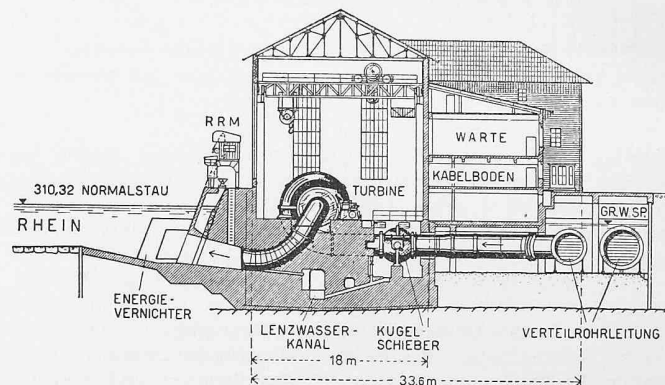 RRM
WARTE
310,32 NORMALSTAU
TURBINE
KABELBODEN
RHEIN
GR.W.SP.
ENERGIE-
VERNICHTER
LENZWASSER-
KANAL
KUGEL-
SCHIEBER
VERTEILROHRLEITUNG
18 m
33,6 m